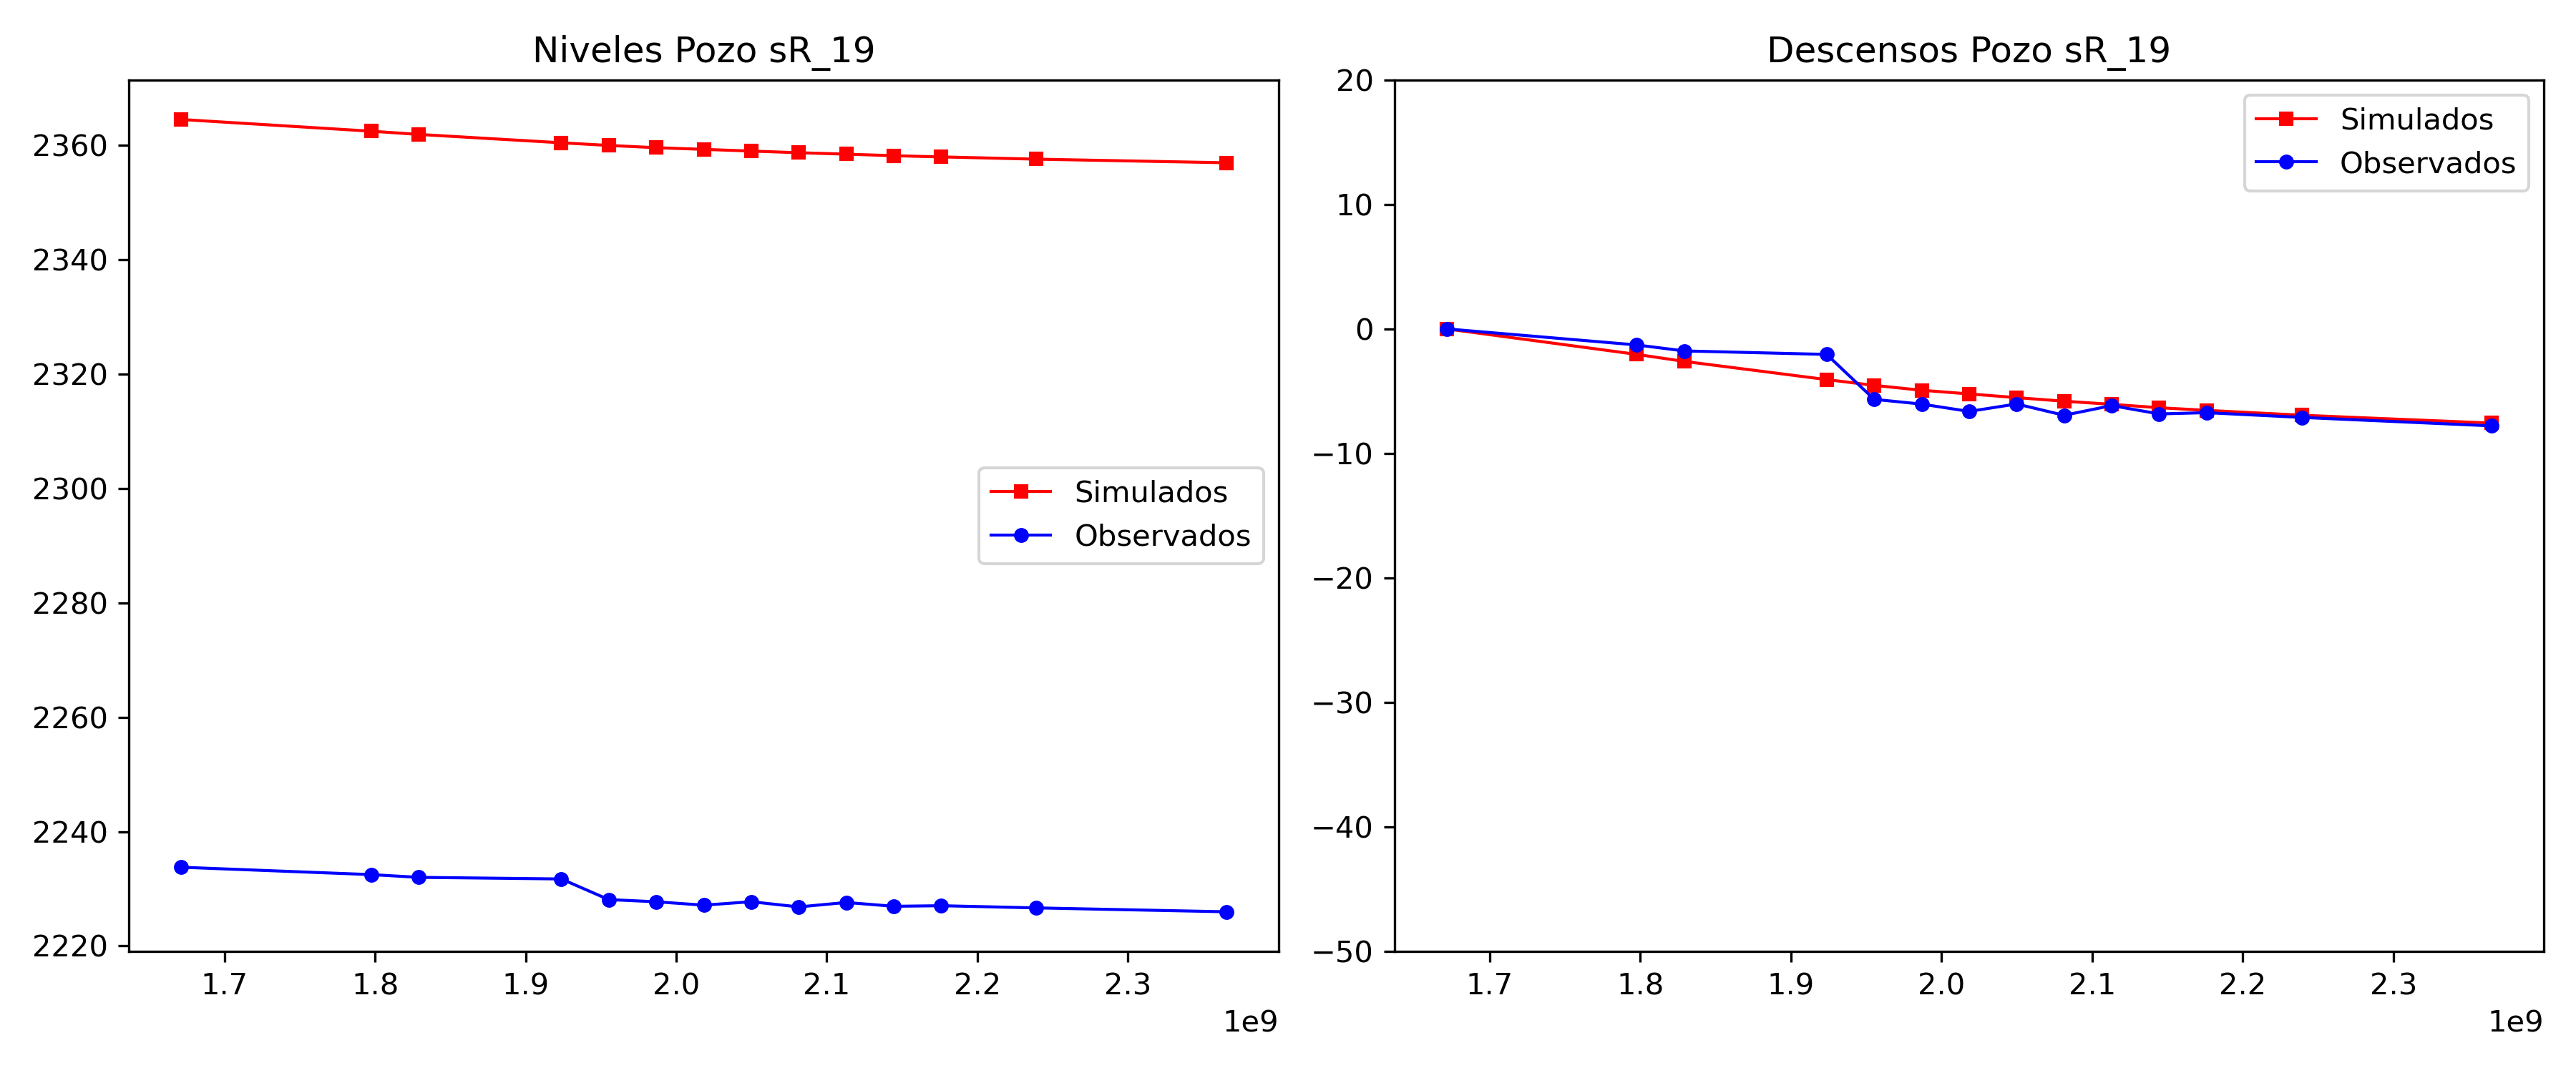 Niveles Pozo sR_19
2360
2340
2320
2300
2280
2260
2240
2220
Simulados
Observados
1.7 1.8 1.9 2.0 2.1 2.2 2.3
1e9
Descensos Pozo sR_19
20
10
0
−10
−20
−30
−40
−50
Simulados
Observados
1.7 1.8 1.9 2.0 2.1 2.2 2.3
1e9